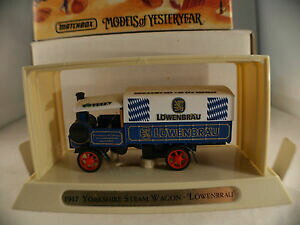 MATCHBOX MODELS of YESTERYEAR
LÖWENBRÄU
LÖWENBRÄU
1917 YORKSHIRE STEAM WAGON - 'LOWENBRAU'